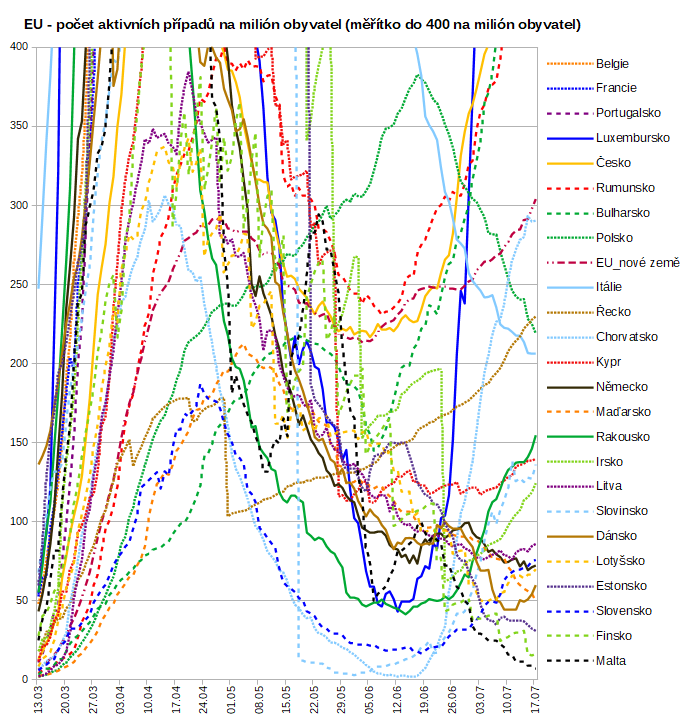 EU - počet aktivních případů na milión obyvatel (měřítko do 400 na milión obyvatel)
400
350
300
250
200
150
100
50
0
13.03
20.03
27.03
03.04
10.04
17.04
24.04
01.05
08.05
15.05
22.05
29.05
05.06
12.06
19.06
26.06
03.07
10.07
17.07
Belgie
Francie
Portugalsko
Luxembursko
Česko
Rumunsko
Bulharsko
Polsko
EU_nové země
Itálie
Řecko
Chorvatsko
Kypr
Německo
Maďarsko
Rakousko
Irsko
Litva
Slovinsko
Dánsko
Lotyšsko
Estonsko
Slovensko
Finsko
Malta